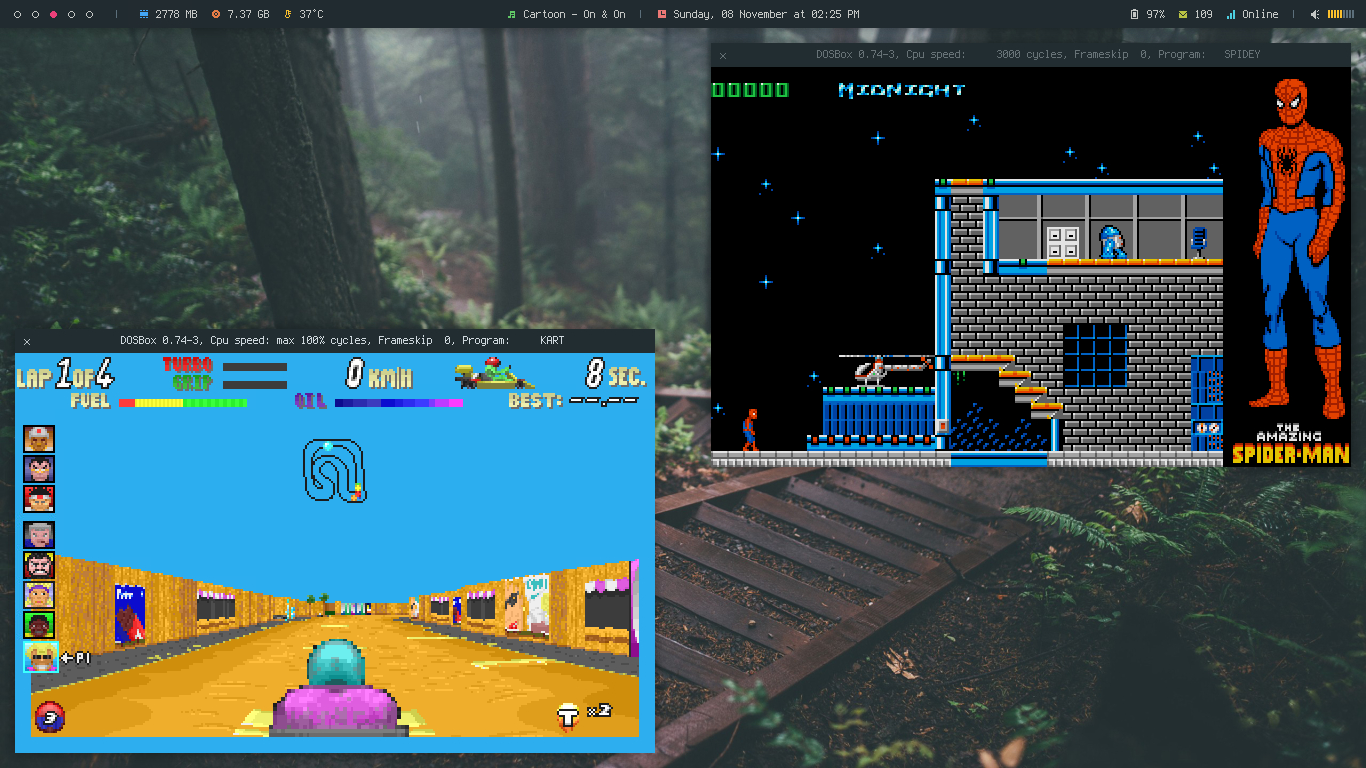 2778 MB 7.37 GB 37°C Cartoon - On & On Sunday, 08 November at 02:25 PM 97% 109 Online
DOSBox 0.74-3, Cpu speed: 3000 cycles, Frameskip 0, Program: SPIDEY
00000 MIDNIGHT
THE
AMAZING
SPIDER-MAN
DOSBox 0.74-3, Cpu speed: max 100% cycles, Frameskip 0, Program: KART
LAP 1 OF 4 TURBO 0 KM/H 8 SEC.
GRIP
FUEL OIL BEST: --.--
←P1
3 T x2